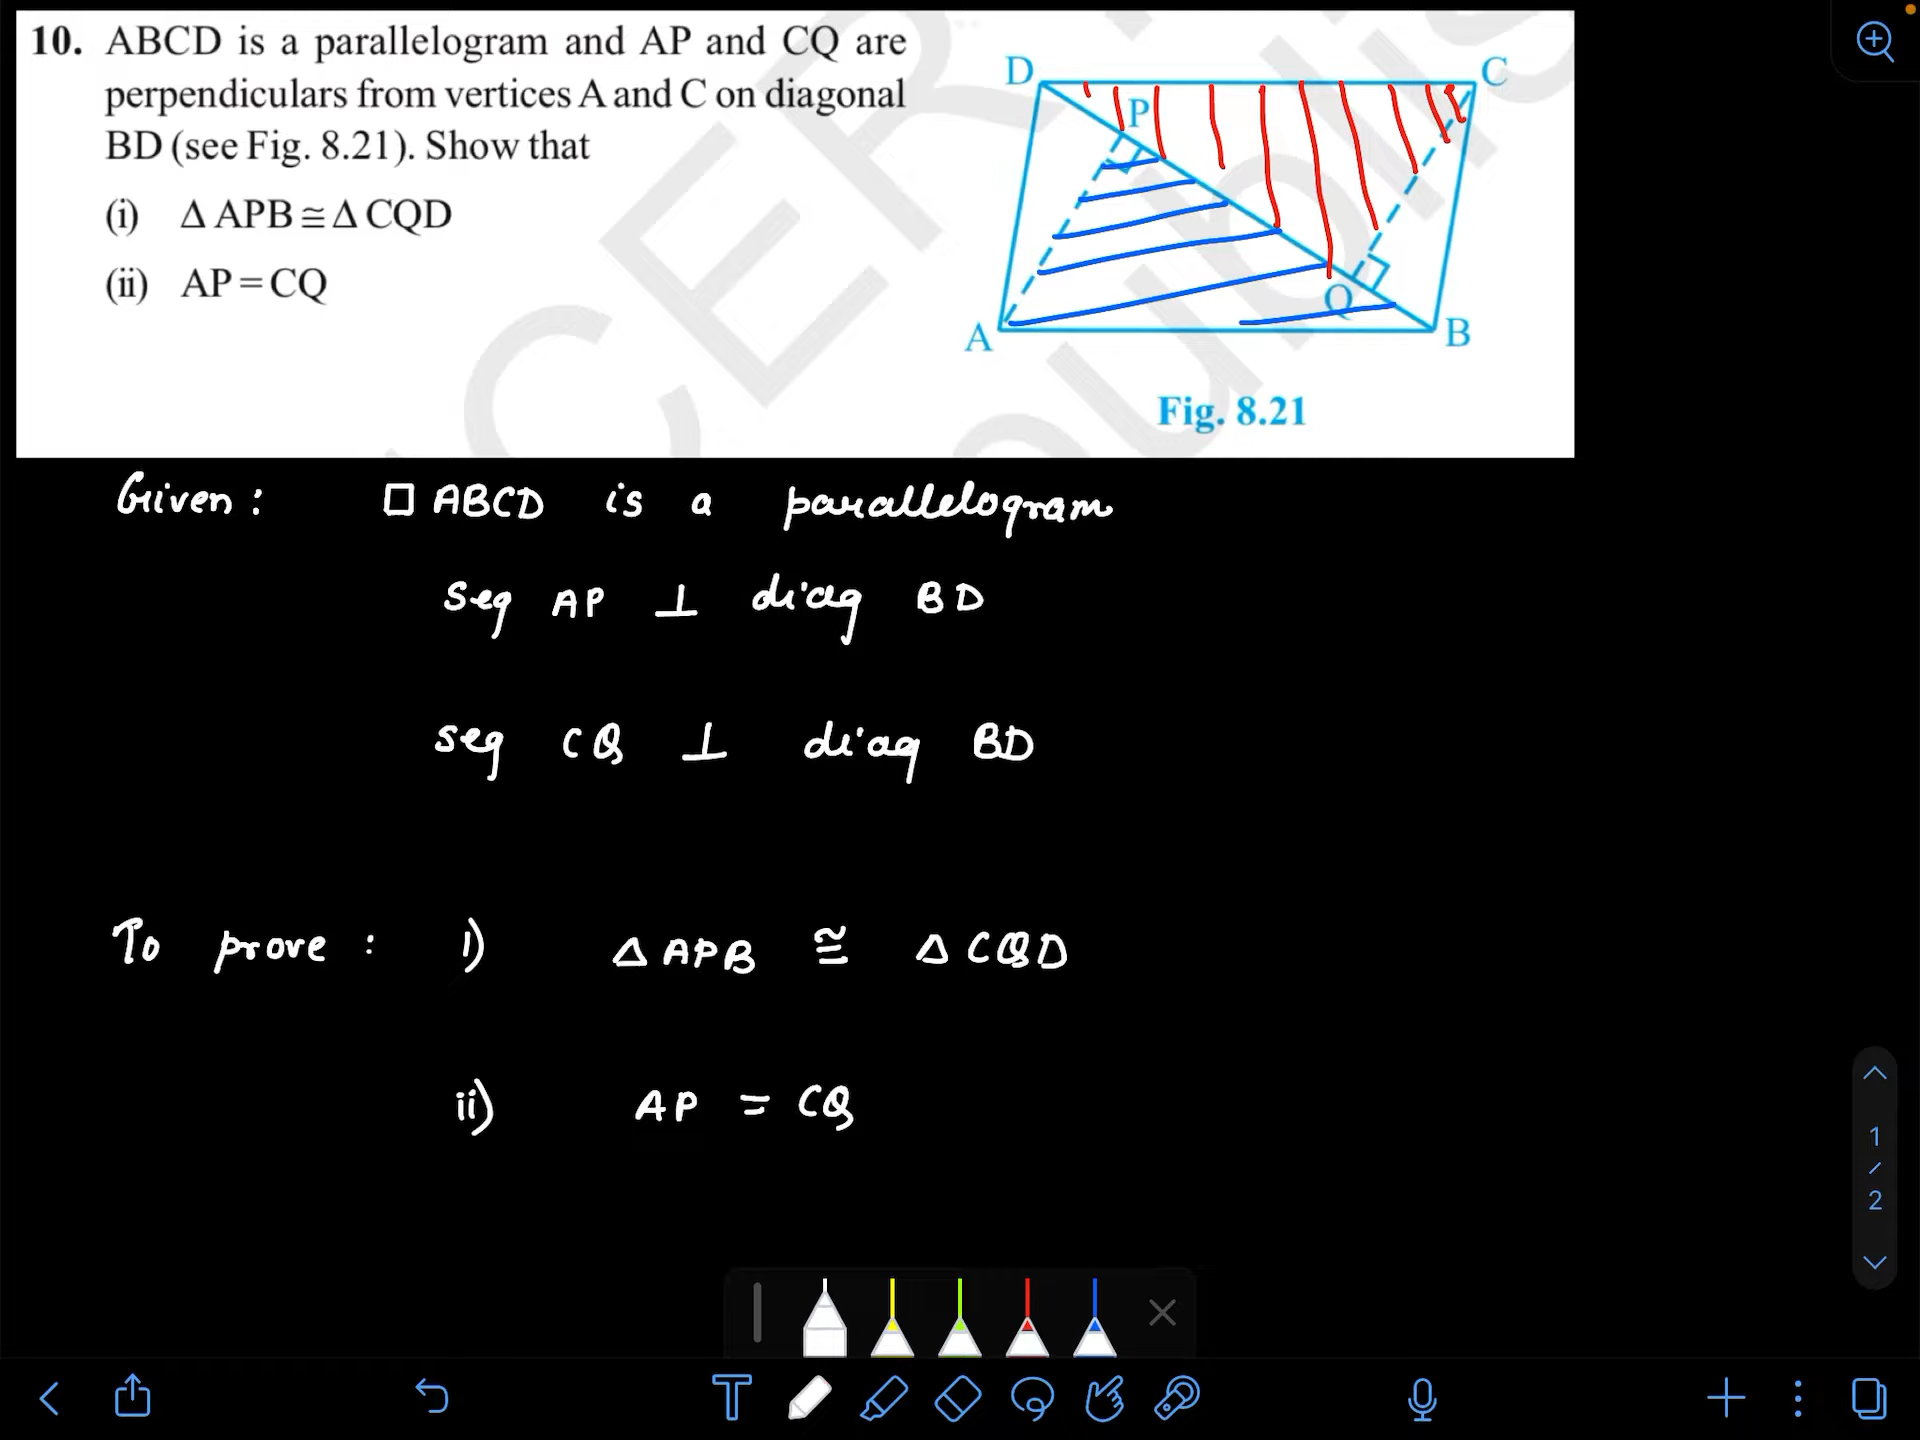 10. ABCD is a parallelogram and AP and CQ are
perpendiculars from vertices A and C on diagonal
BD (see Fig. 8.21). Show that
(i) Δ APB ≅ Δ CQD
(ii) AP = CQ
D
C
P
Q
A
B
Fig. 8.21
Given : □ ABCD is a parallelogram
seg AP ⊥ diag BD
seg CQ ⊥ diag BD
To prove : i) Δ APB ≅ Δ CQD
ii) AP = CQ
1
/
2
T